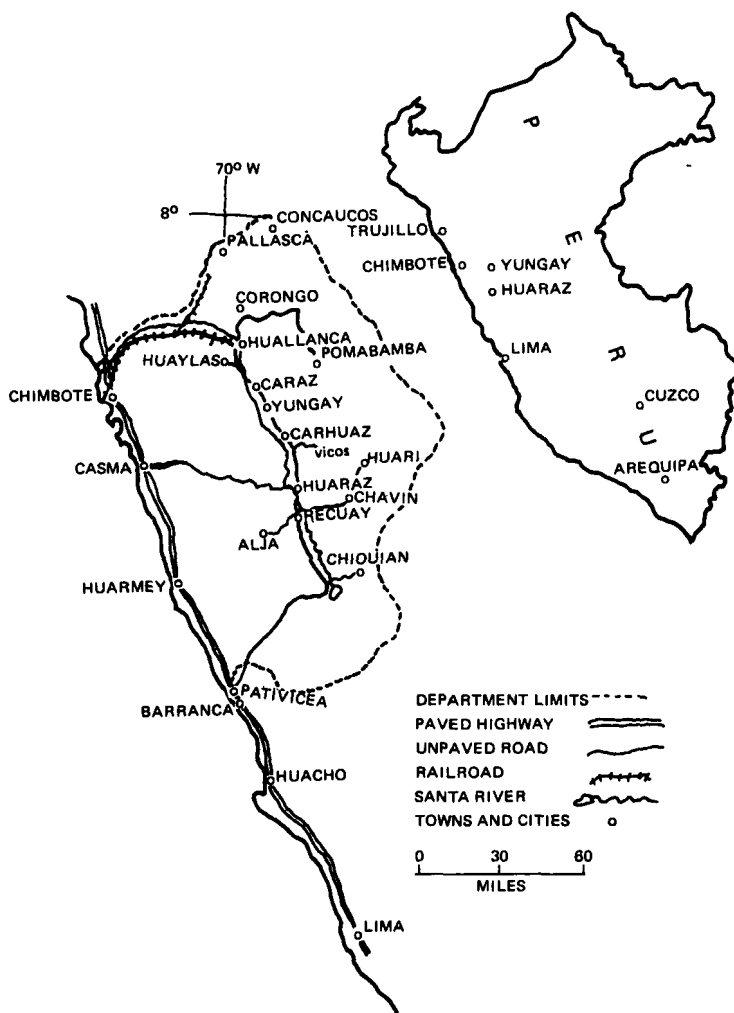 P
E
R
U
70° W
8°
CONCAUCOS
PALLASCA
TRUJILLO
CHIMBOTE
YUNGAY
HUARAZ
LIMA
CUZCO
AREQUIPA
CORONGO
HUALLANCA
HUAYLAS
POMABAMBA
CARAZ
CHIMBOTE
YUNGAY
CARHUAZ
vicos
HUARI
CASMA
HUARAZ
CHAVIN
RECUAY
ALJA
CHIQUIAN
HUARMEY
PATIVICEA
BARRANCA
HUACHO
LIMA
DEPARTMENT LIMITS
PAVED HIGHWAY
UNPAVED ROAD
RAILROAD
SANTA RIVER
TOWNS AND CITIES
0 30 60
MILES